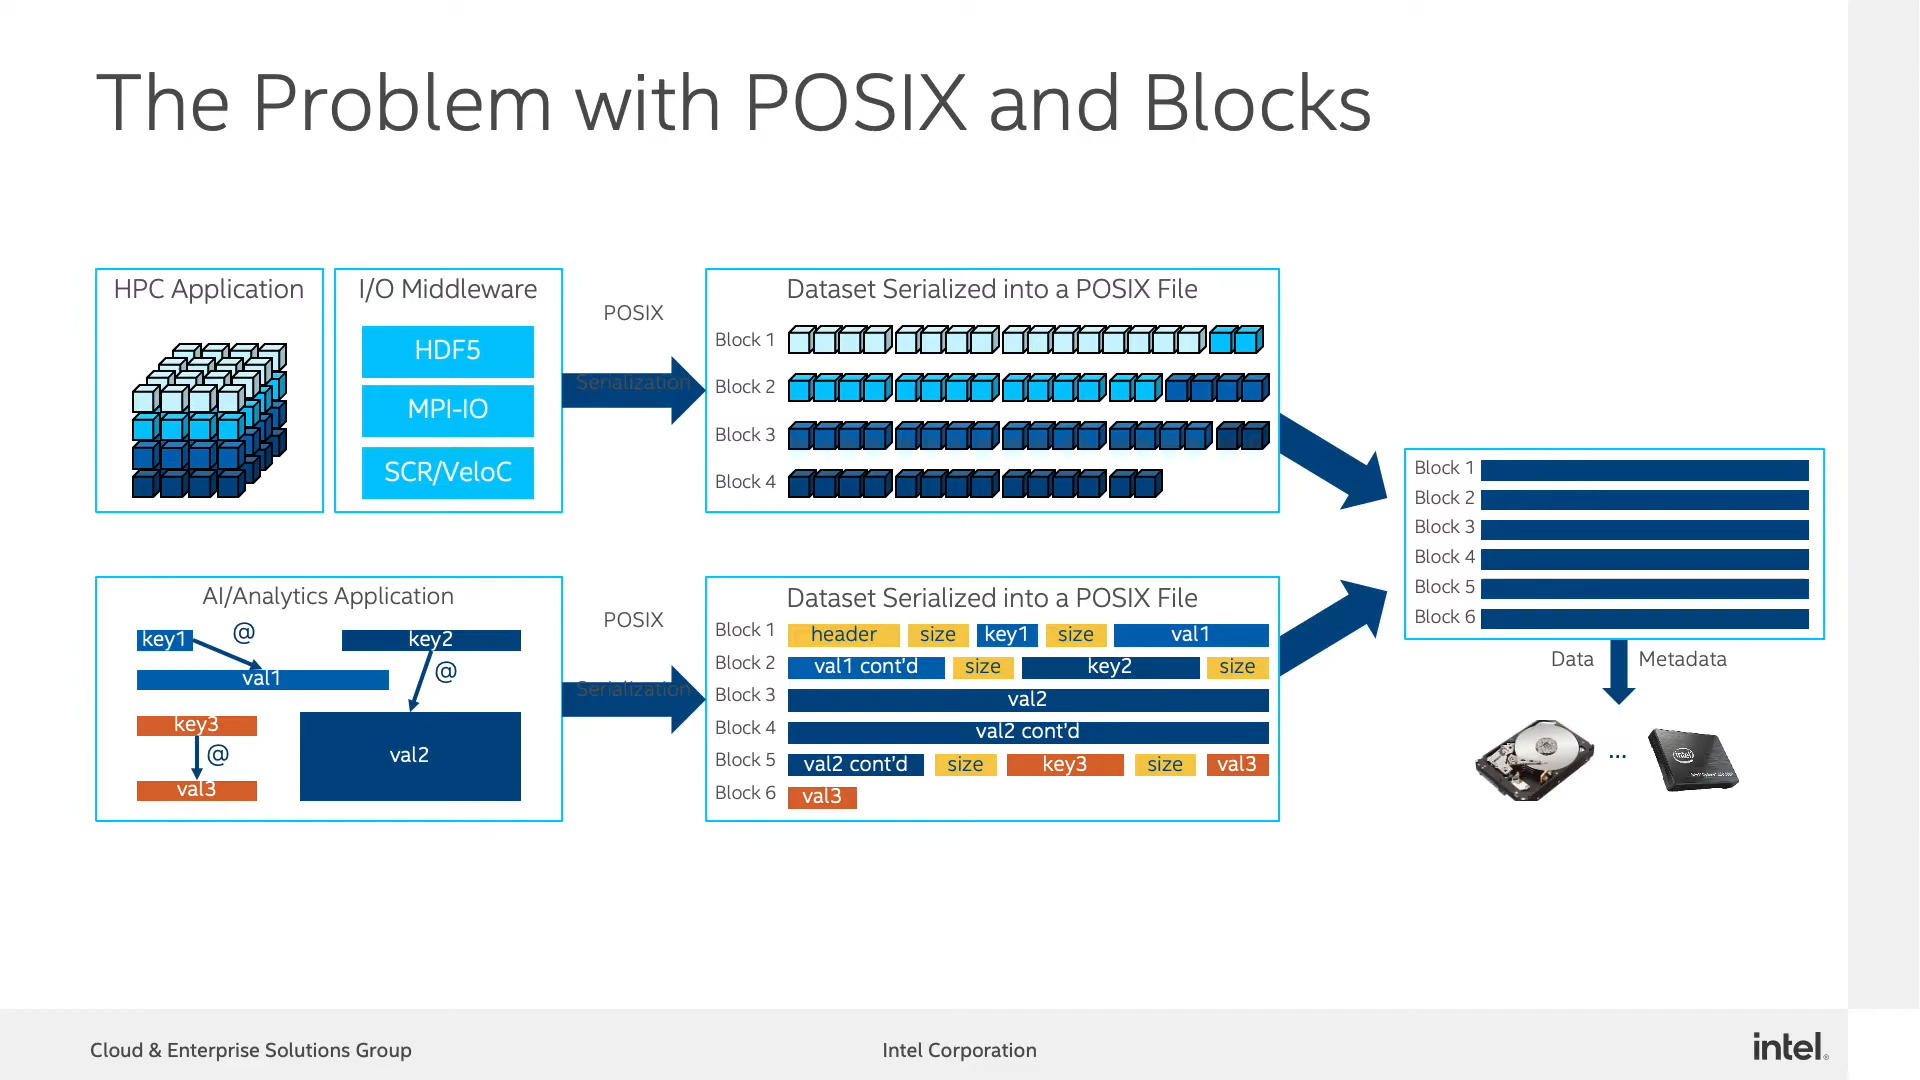 The Problem with POSIX and Blocks
HPC Application
I/O Middleware
HDF5
MPI-IO
SCR/VeloC
POSIX
Serialization
Dataset Serialized into a POSIX File
Block 1
Block 2
Block 3
Block 4
AI/Analytics Application
key1 @ key2
val1 @
key3
@ val2
val3
POSIX
Serialization
Dataset Serialized into a POSIX File
Block 1 header size key1 size val1
Block 2 val1 cont'd size key2 size
Block 3 val2
Block 4 val2 cont'd
Block 5 val2 cont'd size key3 size val3
Block 6 val3
Block 1
Block 2
Block 3
Block 4
Block 5
Block 6
Data Metadata
...
intel
Cloud & Enterprise Solutions Group
Intel Corporation
intel®